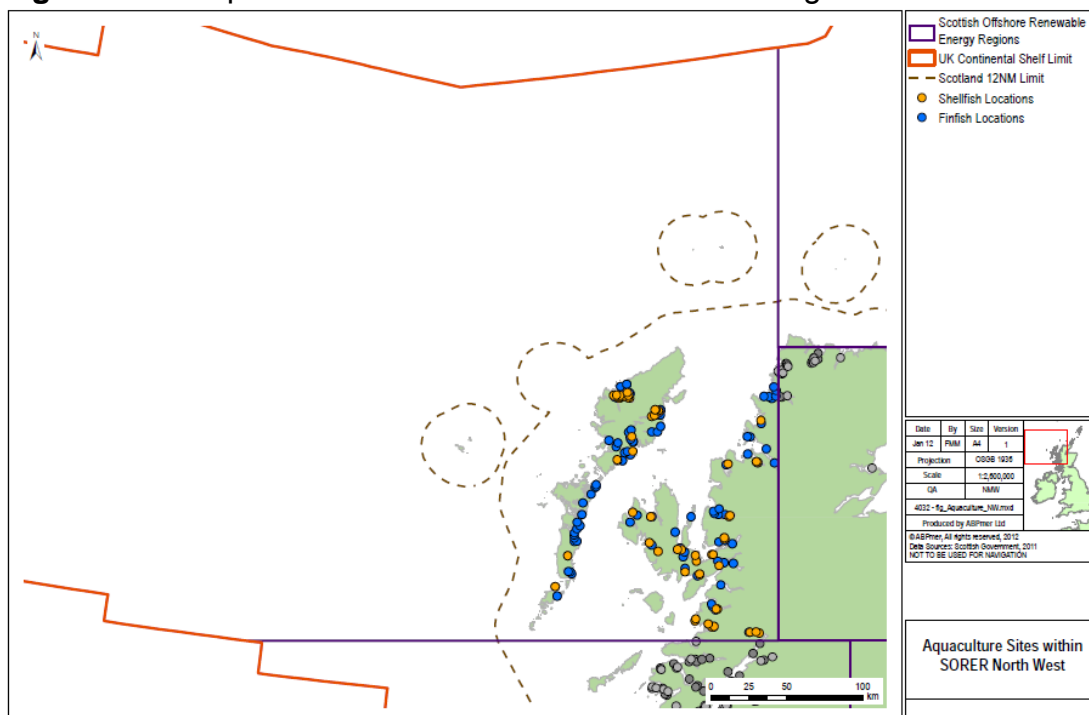 N
Scottish Offshore Renewable
Energy Regions
UK Continental Shelf Limit
Scotland 12NM Limit
Shellfish Locations
Finfish Locations
Date By Size Version
Jan 12 FMM A4 1
Projection OSGB 1936
Scale 1:2,500,000
QA NMW
4032 - fig_Aquaculture_NW.mxd
Produced by ABPmer Ltd
©ABPmer, All rights reserved, 2012
Data Sources: Scottish Government, 2011
NOT TO BE USED FOR NAVIGATION
Aquaculture Sites within
SORER North West
0 25 50 100
km